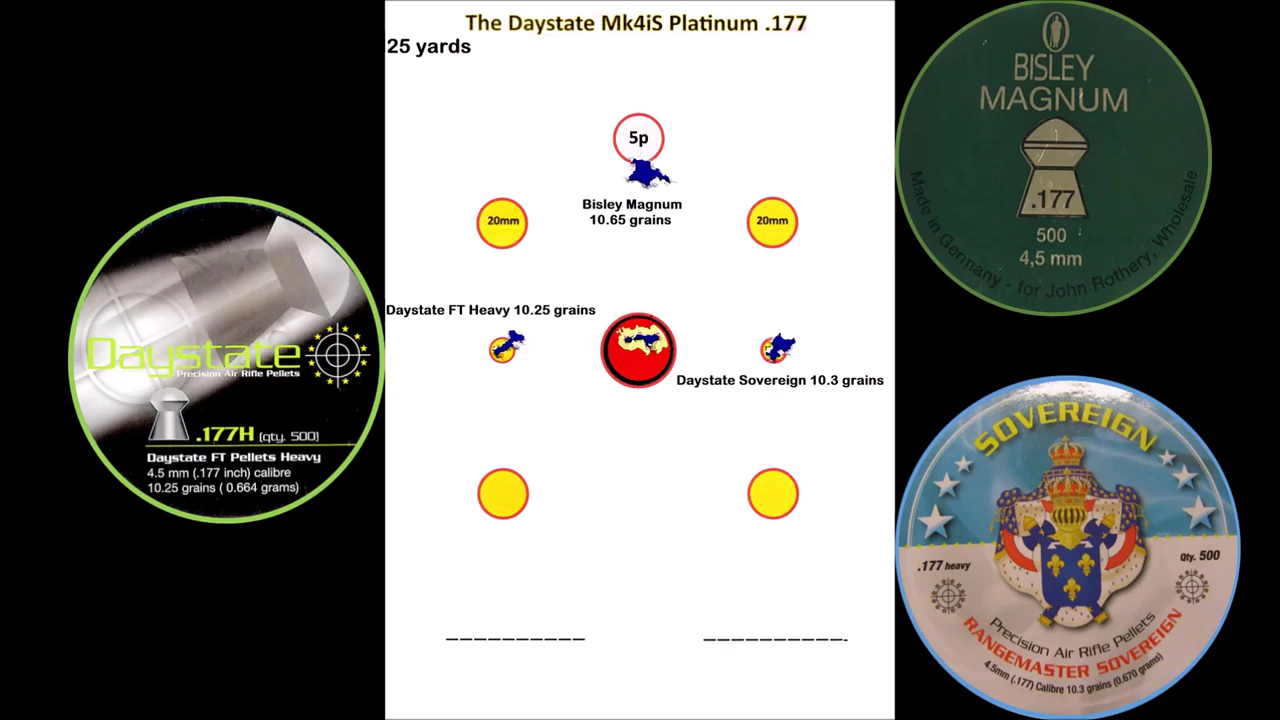 The Daystate Mk4iS Platinum .177
25 yards
5p
Bisley Magnum
10.65 grains
20mm
20mm
Daystate FT Heavy 10.25 grains
Daystate Sovereign 10.3 grains
Daystate
Precision Air Rifle Pellets
.177H (qty. 500)
Daystate FT Pellets Heavy
4.5 mm (.177 inch) calibre
10.25 grains ( 0.664 grams)
BISLEY
MAGNUM
.177
500
4,5 mm
Made in Germany - for John Rothery, Wholesale
SOVEREIGN
.177 heavy
Qty. 500
Precision Air Rifle Pellets
RANGEMASTER SOVEREIGN
4.5mm (.177) Calibre 10.3 grains (0.670 grams)